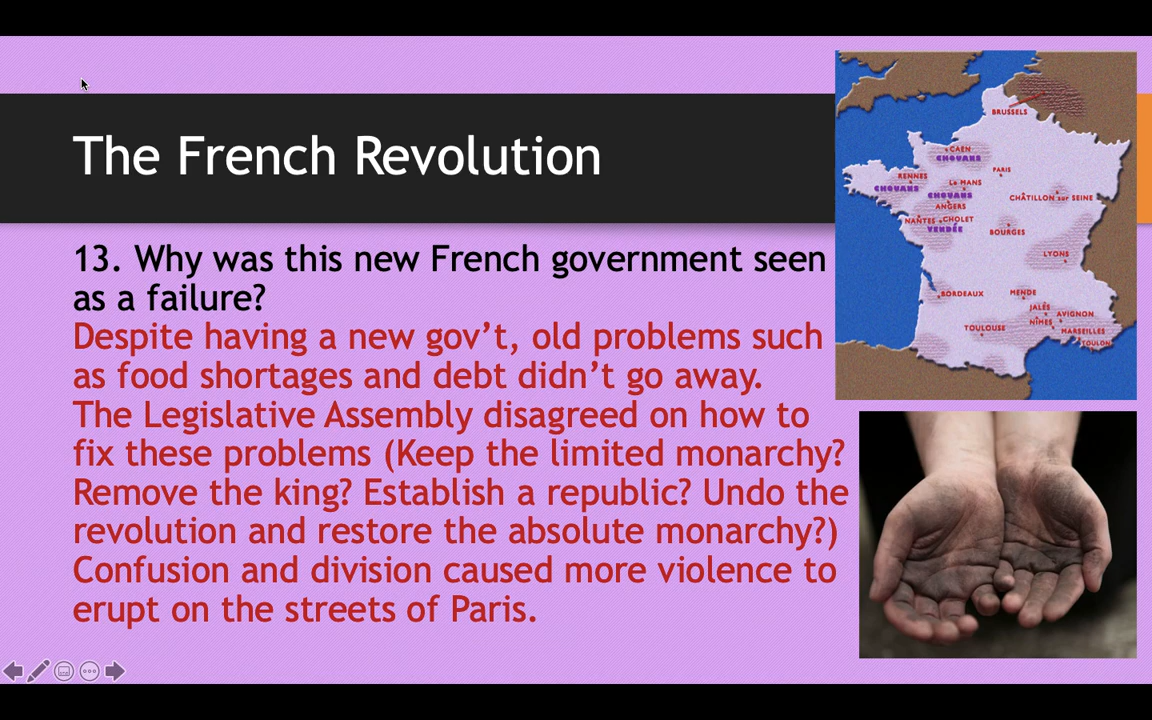 The French Revolution
13. Why was this new French government seen
as a failure?
Despite having a new gov’t, old problems such
as food shortages and debt didn’t go away.
The Legislative Assembly disagreed on how to
fix these problems (Keep the limited monarchy?
Remove the king? Establish a republic? Undo the
revolution and restore the absolute monarchy?)
Confusion and division caused more violence to
erupt on the streets of Paris.
BRUSSELS
CAEN
CHOUANS
PARIS
RENNES
CHOUANS
Le MANS
CHOUANS
CHÂTILLON sur SEINE
ANGERS
NANTES
CHOLET
VENDÉE
BOURGES
LYONS
BORDEAUX
MENDE
JALÈS
AVIGNON
NÎMES
TOULOUSE
MARSEILLES
TOULON